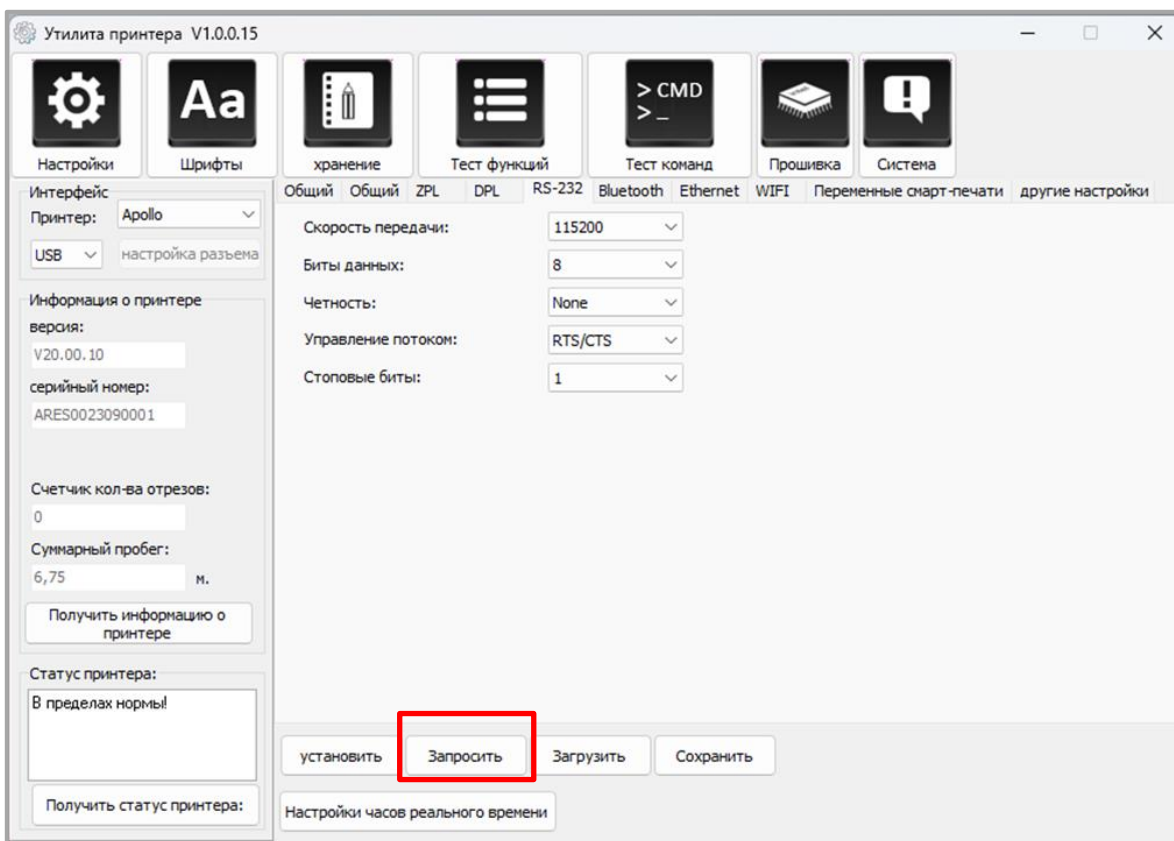 Утилита принтера V1.0.0.15
Aa
> CMD
> _
Настройки
Шрифты
хранение
Тест функций
Тест команд
Прошивка
Система
Интерфейс
Принтер: Apollo
USB настройка разъема
Информация о принтере
версия:
V20.00.10
серийный номер:
ARES0023090001
Счетчик кол-ва отрезов:
0
Суммарный пробег:
6,75 м.
Получить информацию о
принтере
Статус принтера:
В пределах нормы!
Получить статус принтера:
Общий Общий ZPL DPL RS-232 Bluetooth Ethernet WIFI Переменные смарт-печати другие настройки
Скорость передачи: 115200
Биты данных: 8
Четность: None
Управление потоком: RTS/CTS
Стоповые биты: 1
установить Запросить Загрузить Сохранить
Настройки часов реального времени